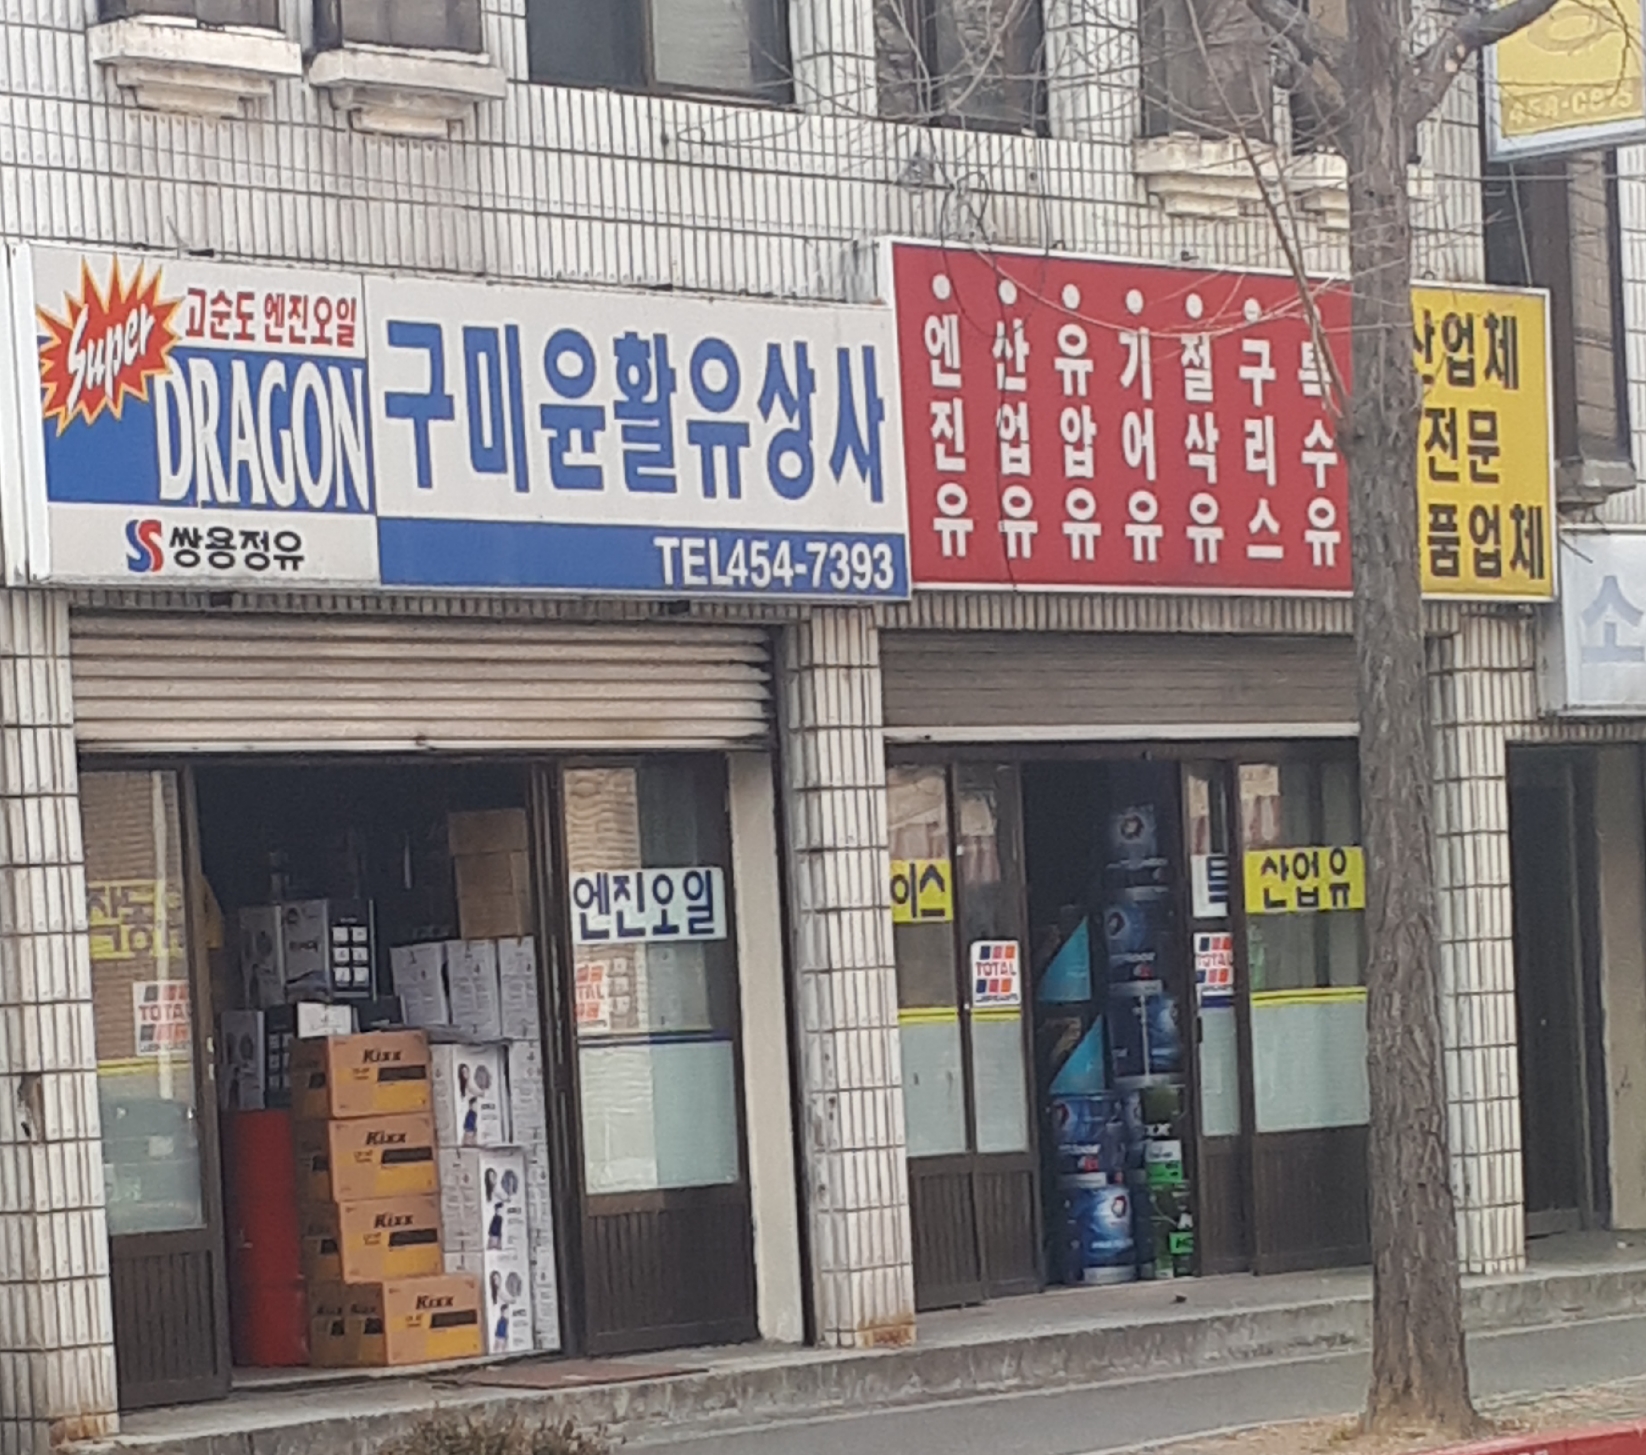 Super
고순도 엔진오일
DRAGON
쌍용정유
구미윤활유상사
TEL454-7393
엔진유
산업유
유압유
기어유
절삭유
구리스
특수유
산업체
전문
품업체
엔진오일
이스
산업유
TOTAL
TOTAL
TOTAL
Kixx
Kixx
Kixx
Kixx
소